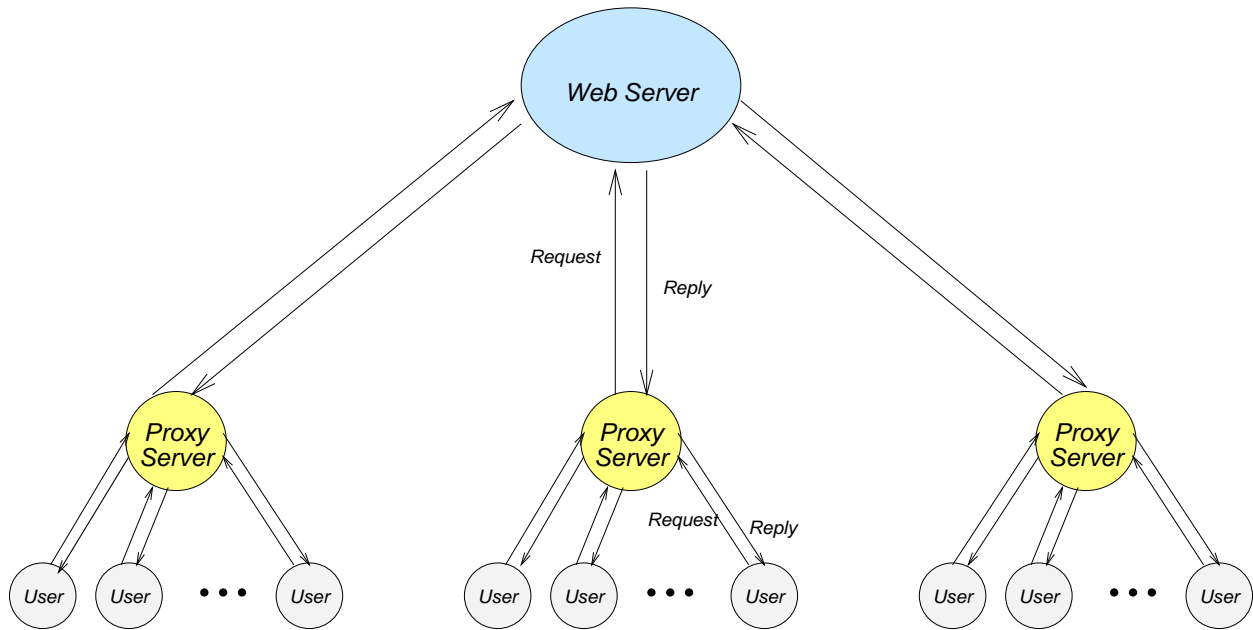 Web Server
Request
Reply
Proxy
Server
Proxy
Server
Proxy
Server
Request
Reply
User
User
User
User
User
User
User
User
User